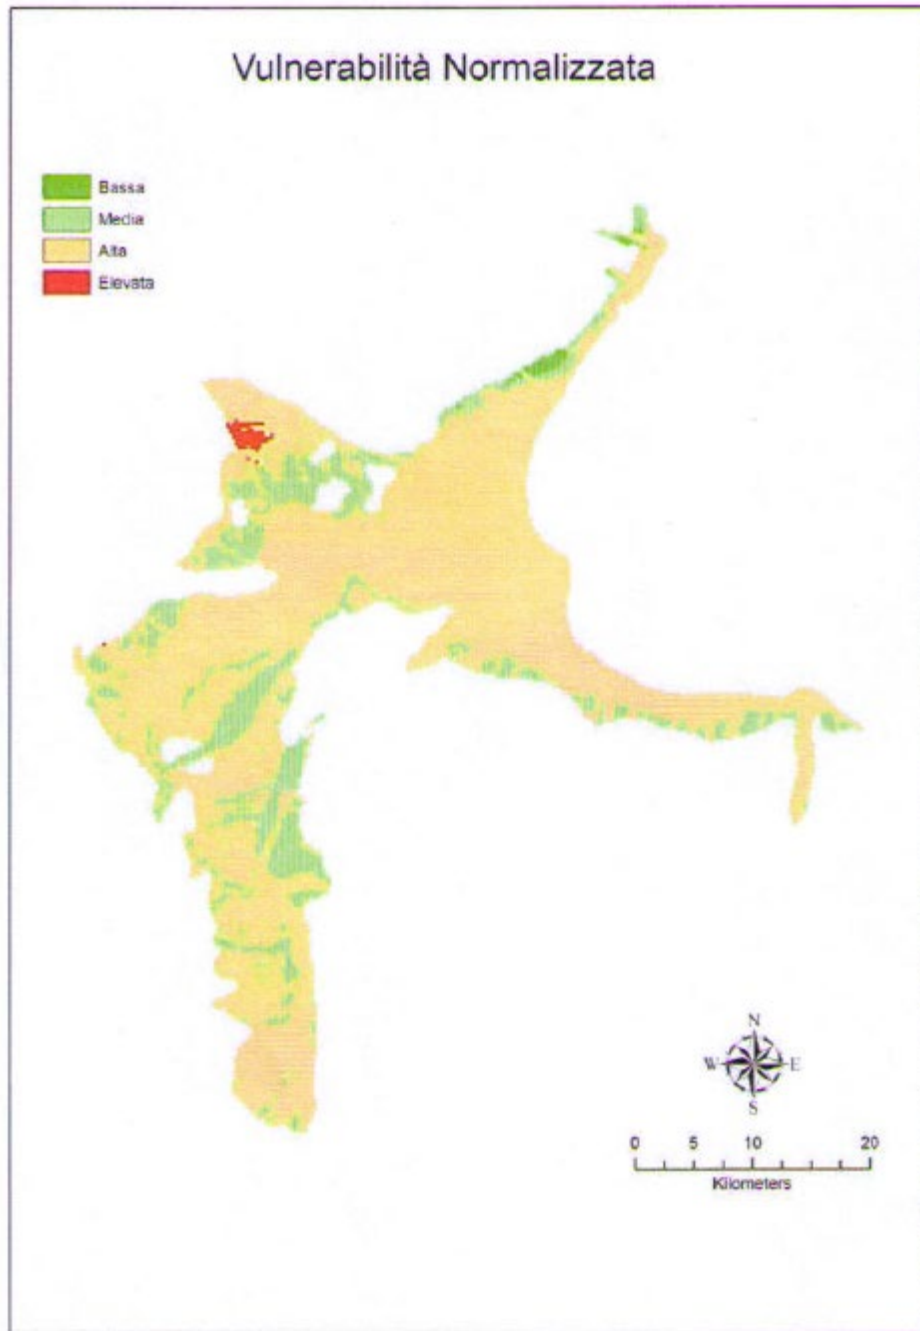 Vulnerabilità Normalizzata
Bassa
Media
Alta
Elevata
N
W E
S
0 5 10 20
Kilometers